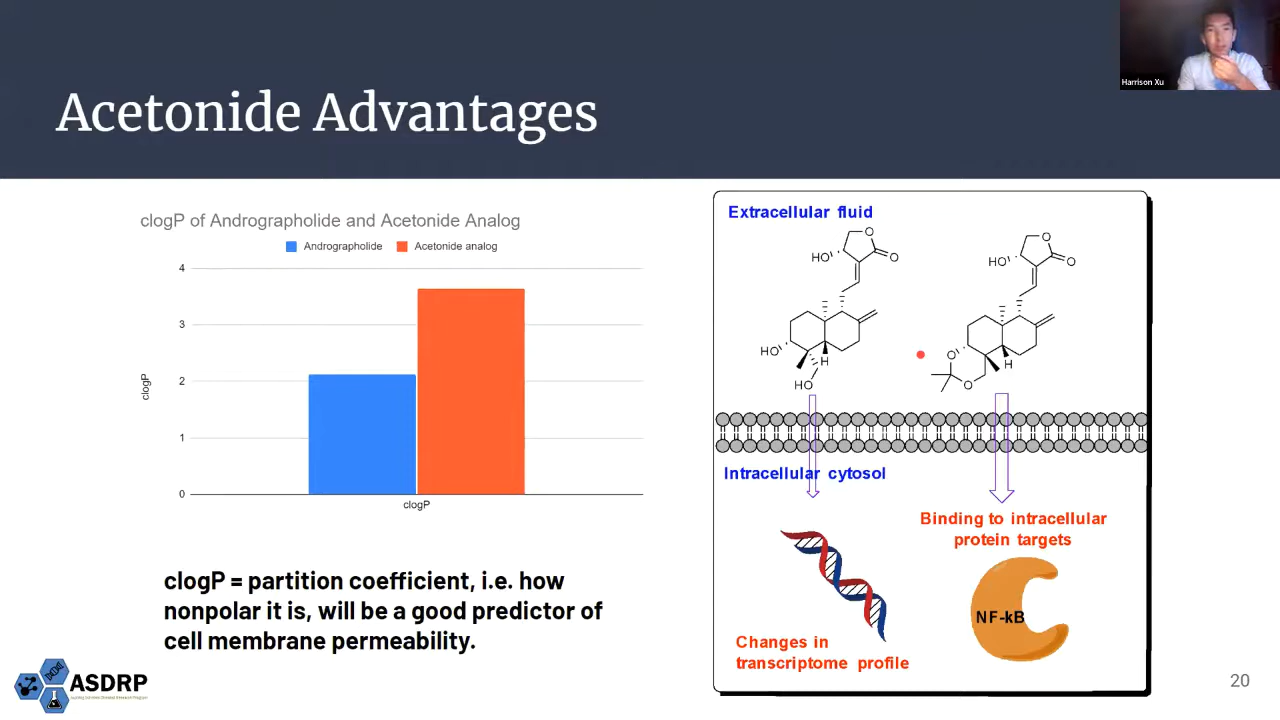 Harrison Xu
Acetonide Advantages
clogP of Andrographolide and Acetonide Analog
Andrographolide
Acetonide analog
4
3
2
1
0
clogP
clogP
clogP = partition coefficient, i.e. how
nonpolar it is, will be a good predictor of
cell membrane permeability.
Extracellular fluid
O
HO
O
HO
H
HO
O
HO
O
O
H
O
Intracellular cytosol
Binding to intracellular
protein targets
NF-kB
Changes in
transcriptome profile
ASDRP
20